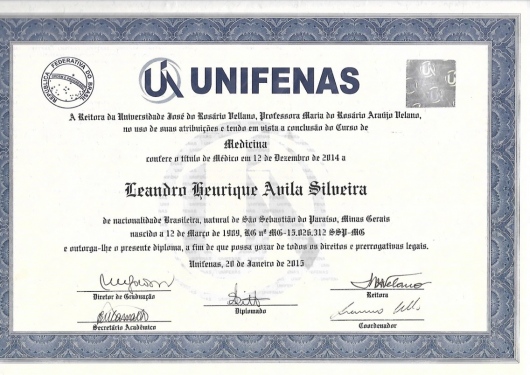 REPÚBLICA FEDERATIVA DO BRASIL
UNIFENAS
A Reitora da Universidade José do Rosário Vellano, Professora Maria do Rosário Araújo Velano,
no uso de suas atribuições e tendo em vista a conclusão do Curso de
Medicina
confere o título de Médico em 12 de Dezembro de 2014 a
Leandro Henrique Avila Silveira
de nacionalidade Brasileira, natural de São Sebastião do Paraíso, Minas Gerais
nascido a 12 de Março de 1989, RG nº MG-15.026.312 SSP-MG
e outorga-lhe o presente diploma, a fim de que possa gozar de todos os direitos e prerrogativas legais.
Unifenas, 20 de Janeiro de 2015
Diretor de Graduação
Reitora
Diplomado
Secretário Acadêmico
Coordenador